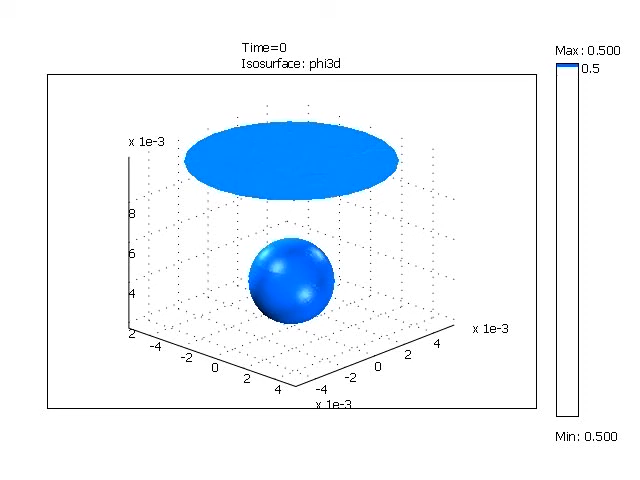 Time=0
Isosurface: phi3d
Max: 0.500
0.5
x 1e-3
8
6
4
2
-4
-2
0
2
4
-4
-2
0
2
4
x 1e-3
x 1e-3
Min: 0.500